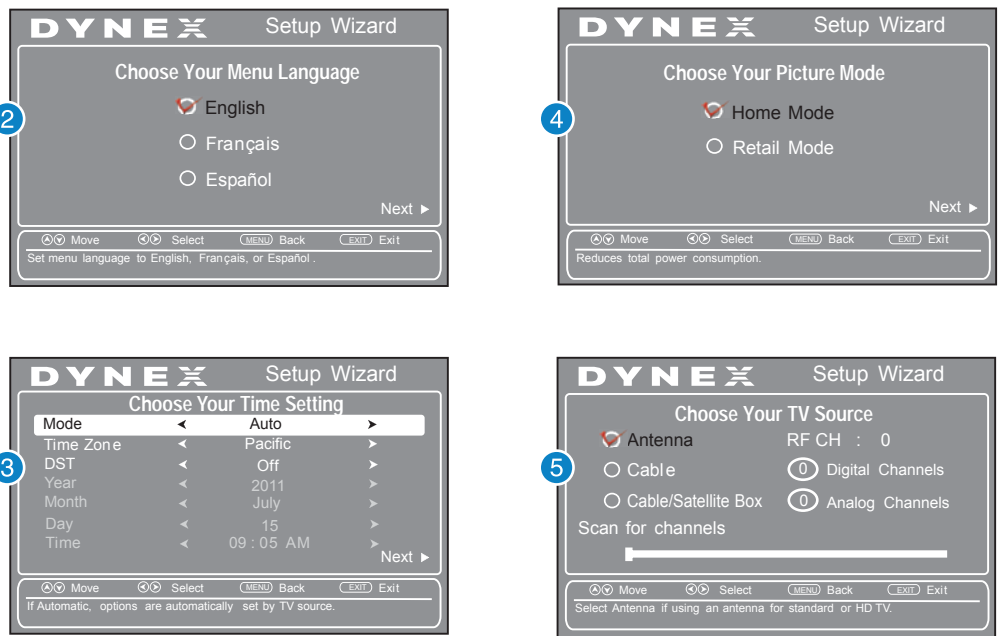 2
DYNEX Setup Wizard
Choose Your Menu Language
English
Français
Español
Next
Move Select MENU Back EXIT Exit
Set menu language to English, Français, or Español .
3
DYNEX Setup Wizard
Choose Your Time Setting
Mode Auto
Time Zone Pacific
DST Off
Year 2011
Month July
Day 15
Time 09 : 05 AM
Next
Move Select MENU Back EXIT Exit
If Automatic, options are automatically set by TV source.
4
DYNEX Setup Wizard
Choose Your Picture Mode
Home Mode
Retail Mode
Next
Move Select MENU Back EXIT Exit
Reduces total power consumption.
5
DYNEX Setup Wizard
Choose Your TV Source
Antenna RF CH : 0
Cable 0 Digital Channels
Cable/Satellite Box 0 Analog Channels
Scan for channels
Move Select MENU Back EXIT Exit
Select Antenna if using an antenna for standard or HD TV.